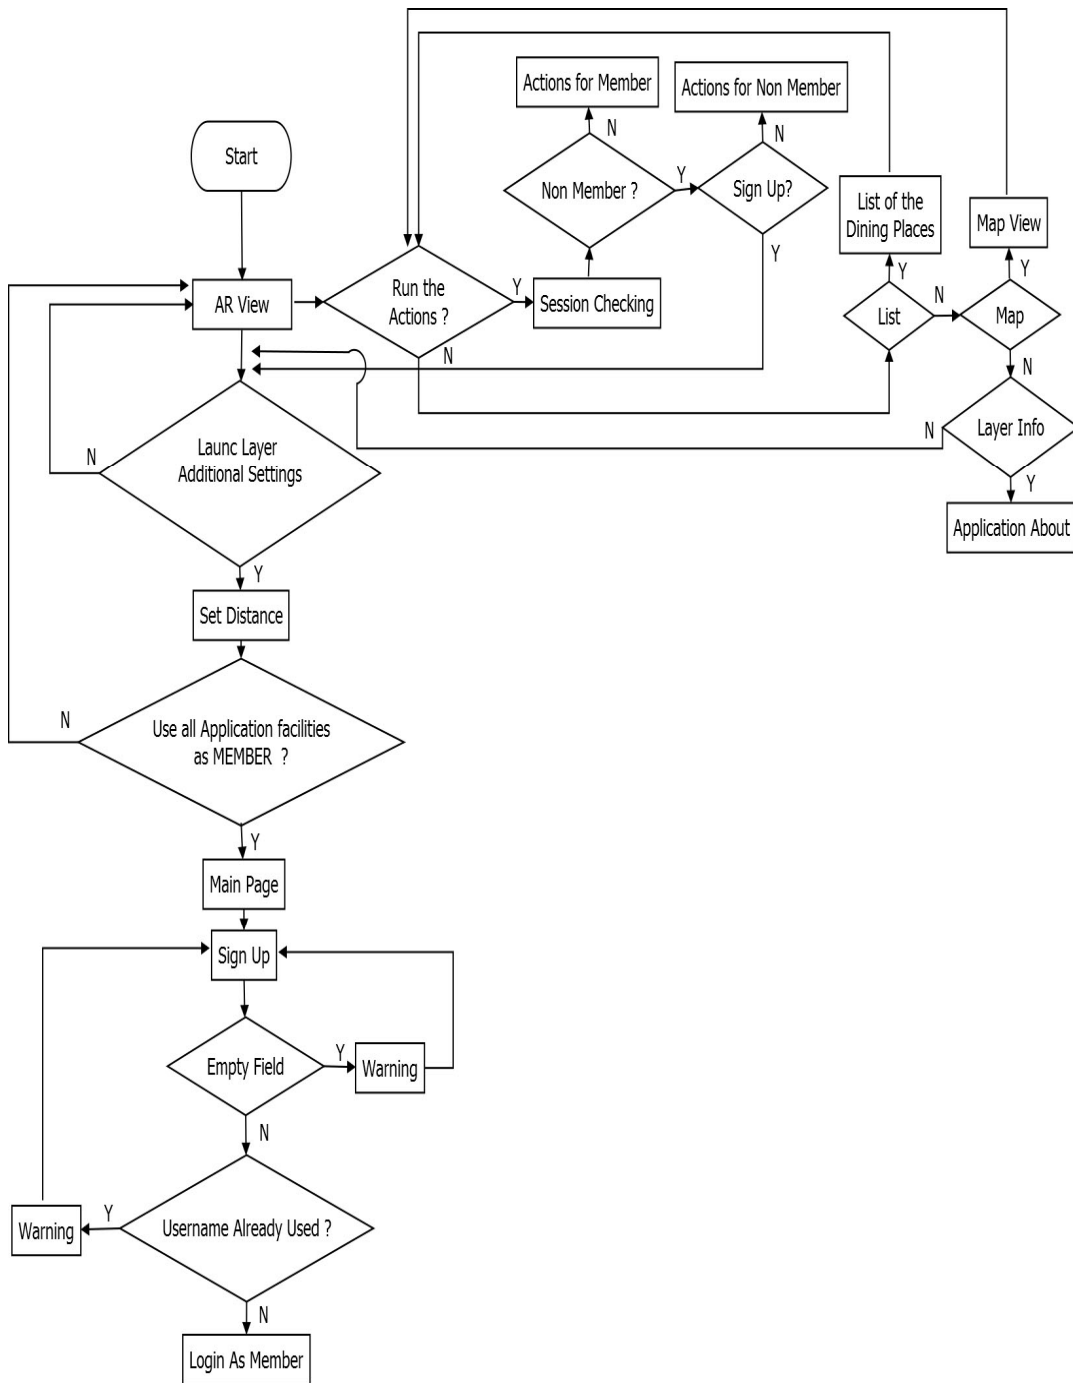 Actions for Member
Actions for Non Member
N
N
Start
Non Member ?
Y
Sign Up?
List of the
Dining Places
Map View
Y
Y
Y
AR View
Run the
Actions ?
Y
Session Checking
List
N
Map
N
N
Launc Layer
Additional Settings
N
N
Layer Info
Y
Application About
Y
Set Distance
N
Use all Application facilities
as MEMBER ?
Y
Main Page
Sign Up
Empty Field
Y
Warning
N
Warning
Y
Username Already Used ?
N
Login As Member